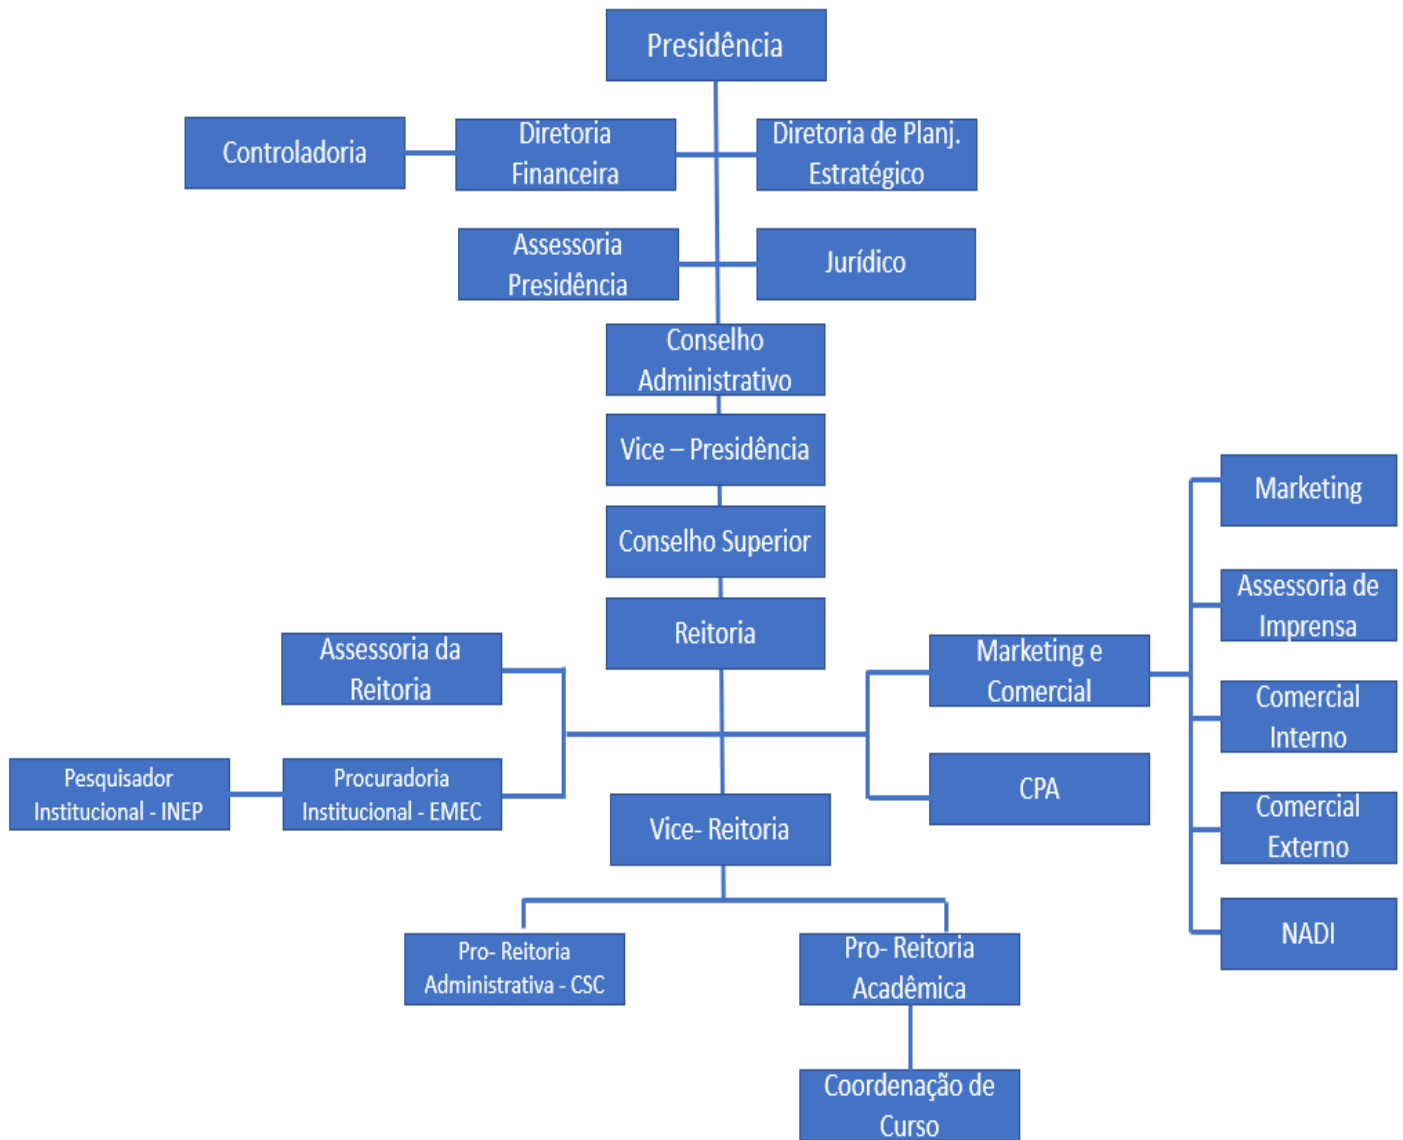 Presidência
Controladoria
Diretoria
Financeira
Diretoria de Planj.
Estratégico
Assessoria
Presidência
Jurídico
Conselho
Administrativo
Vice – Presidência
Conselho Superior
Reitoria
Assessoria da
Reitoria
Pesquisador
Institucional - INEP
Procuradoria
Institucional - EMEC
Marketing e
Comercial
CPA
Marketing
Assessoria de
Imprensa
Comercial
Interno
Comercial
Externo
NADI
Vice- Reitoria
Pro- Reitoria
Administrativa - CSC
Pro- Reitoria
Acadêmica
Coordenação de
Curso